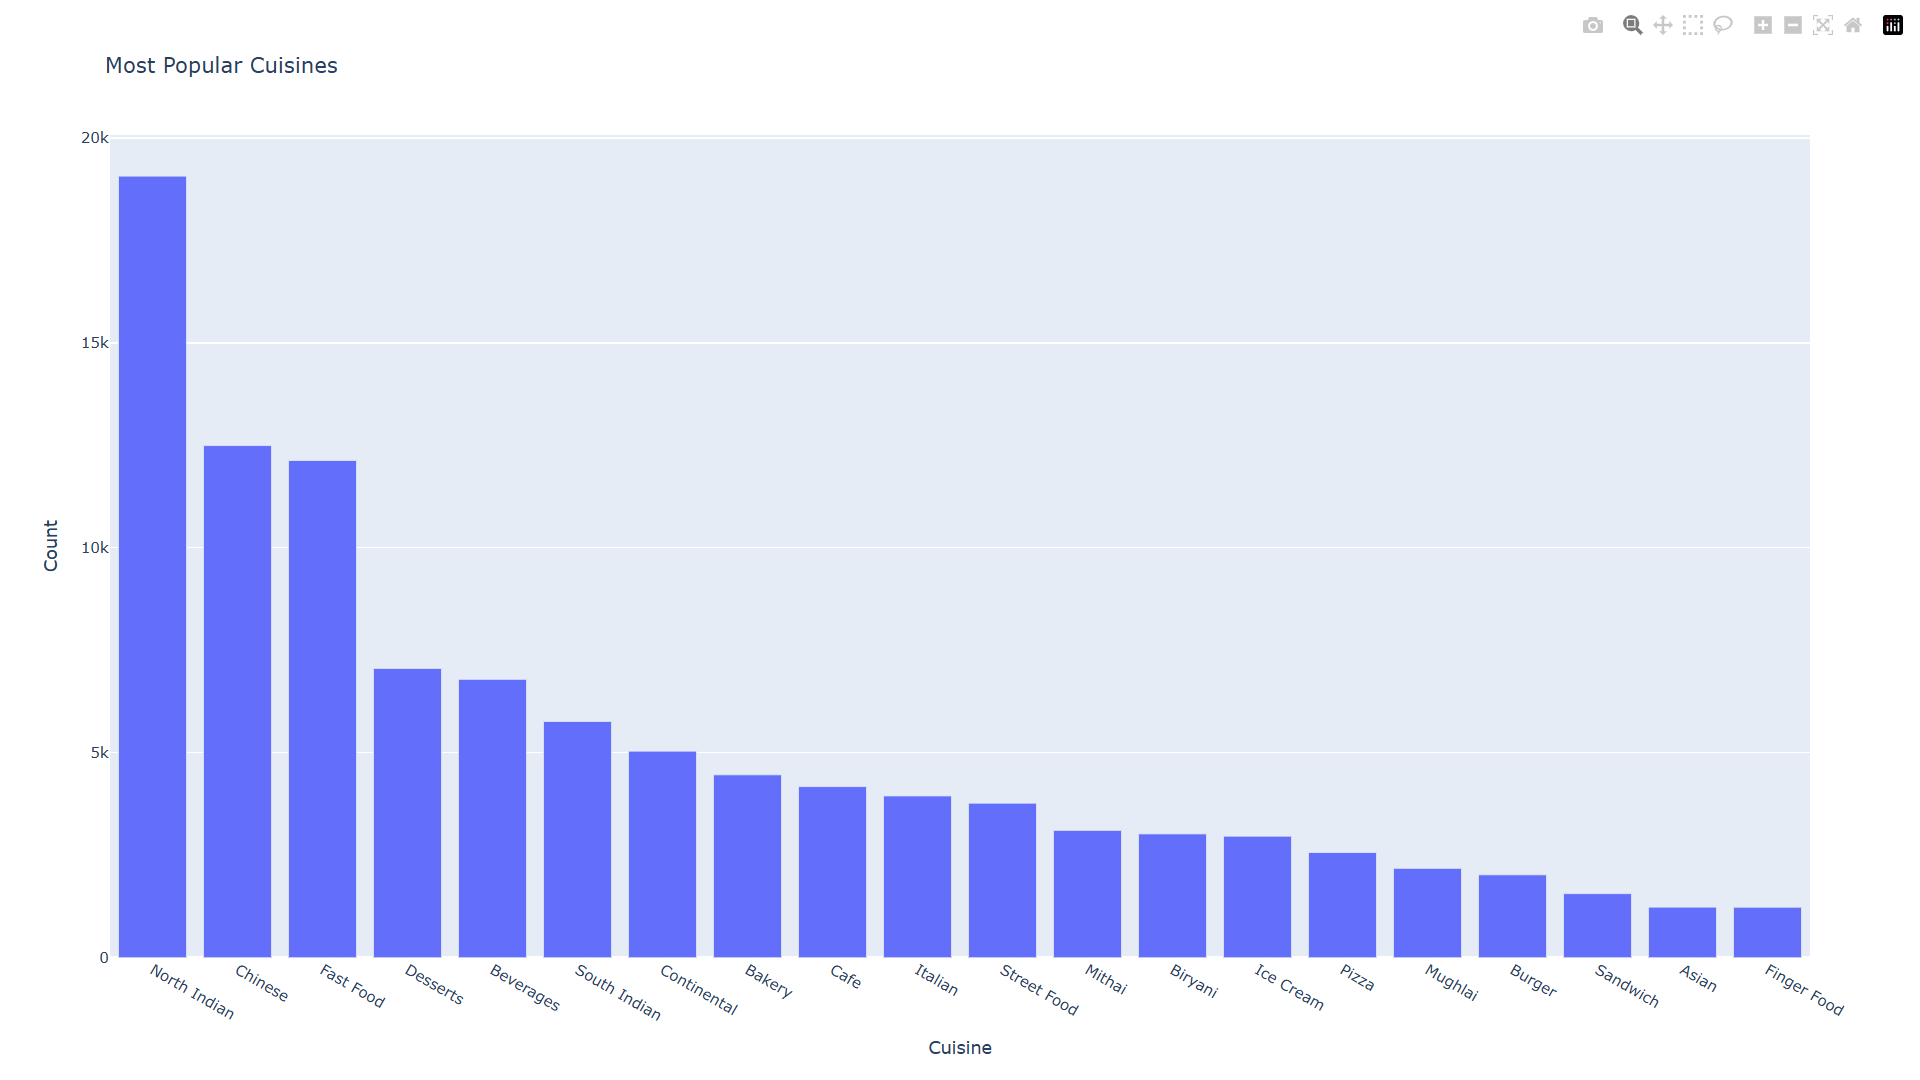 Most Popular Cuisines
20k
15k
10k
5k
0
Count
North Indian
Chinese
Fast Food
Desserts
Beverages
South Indian
Continental
Bakery
Cafe
Italian
Street Food
Mithai
Biryani
Ice Cream
Pizza
Mughlai
Burger
Sandwich
Asian
Finger Food
Cuisine